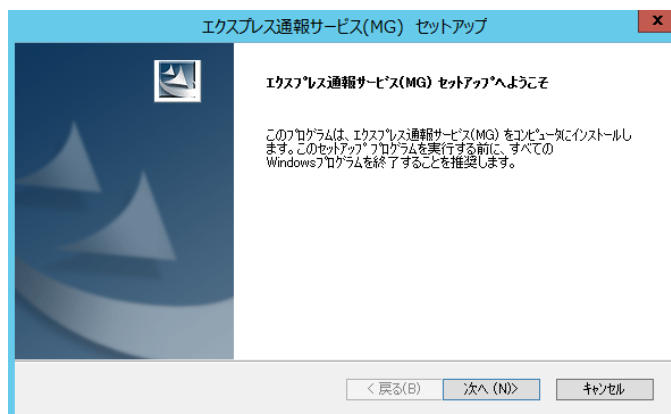 エクスプレス通報サービス(MG) セットアップ
x
エクスプレス通報サービス(MG) セットアップへようこそ
このプログラムは、エクスプレス通報サービス(MG) をコンピュータにインストールし
ます。このセットアップ プログラムを実行する前に、すべての
Windowsプログラムを終了することを推奨します。
< 戻る(B)
次へ (N)>
キャンセル